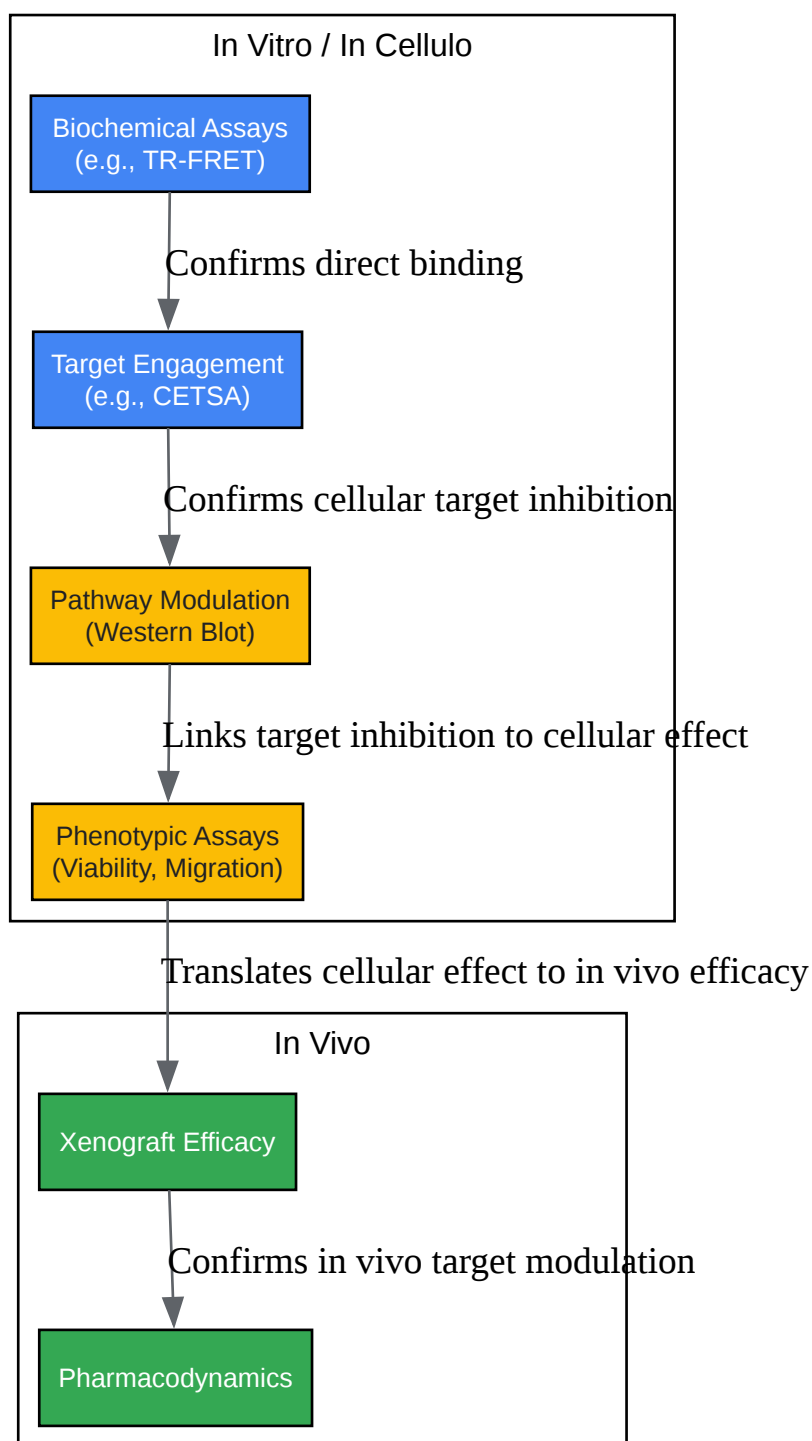 In Vitro / In Cellulo
Biochemical Assays
(e.g., TR-FRET)
Confirms direct binding
Target Engagement
(e.g., CETSA)
Confirms cellular target inhibition
Pathway Modulation
(Western Blot)
Links target inhibition to cellular effect
Phenotypic Assays
(Viability, Migration)
Translates cellular effect to in vivo efficacy
In Vivo
Xenograft Efficacy
Confirms in vivo target modulation
Pharmacodynamics